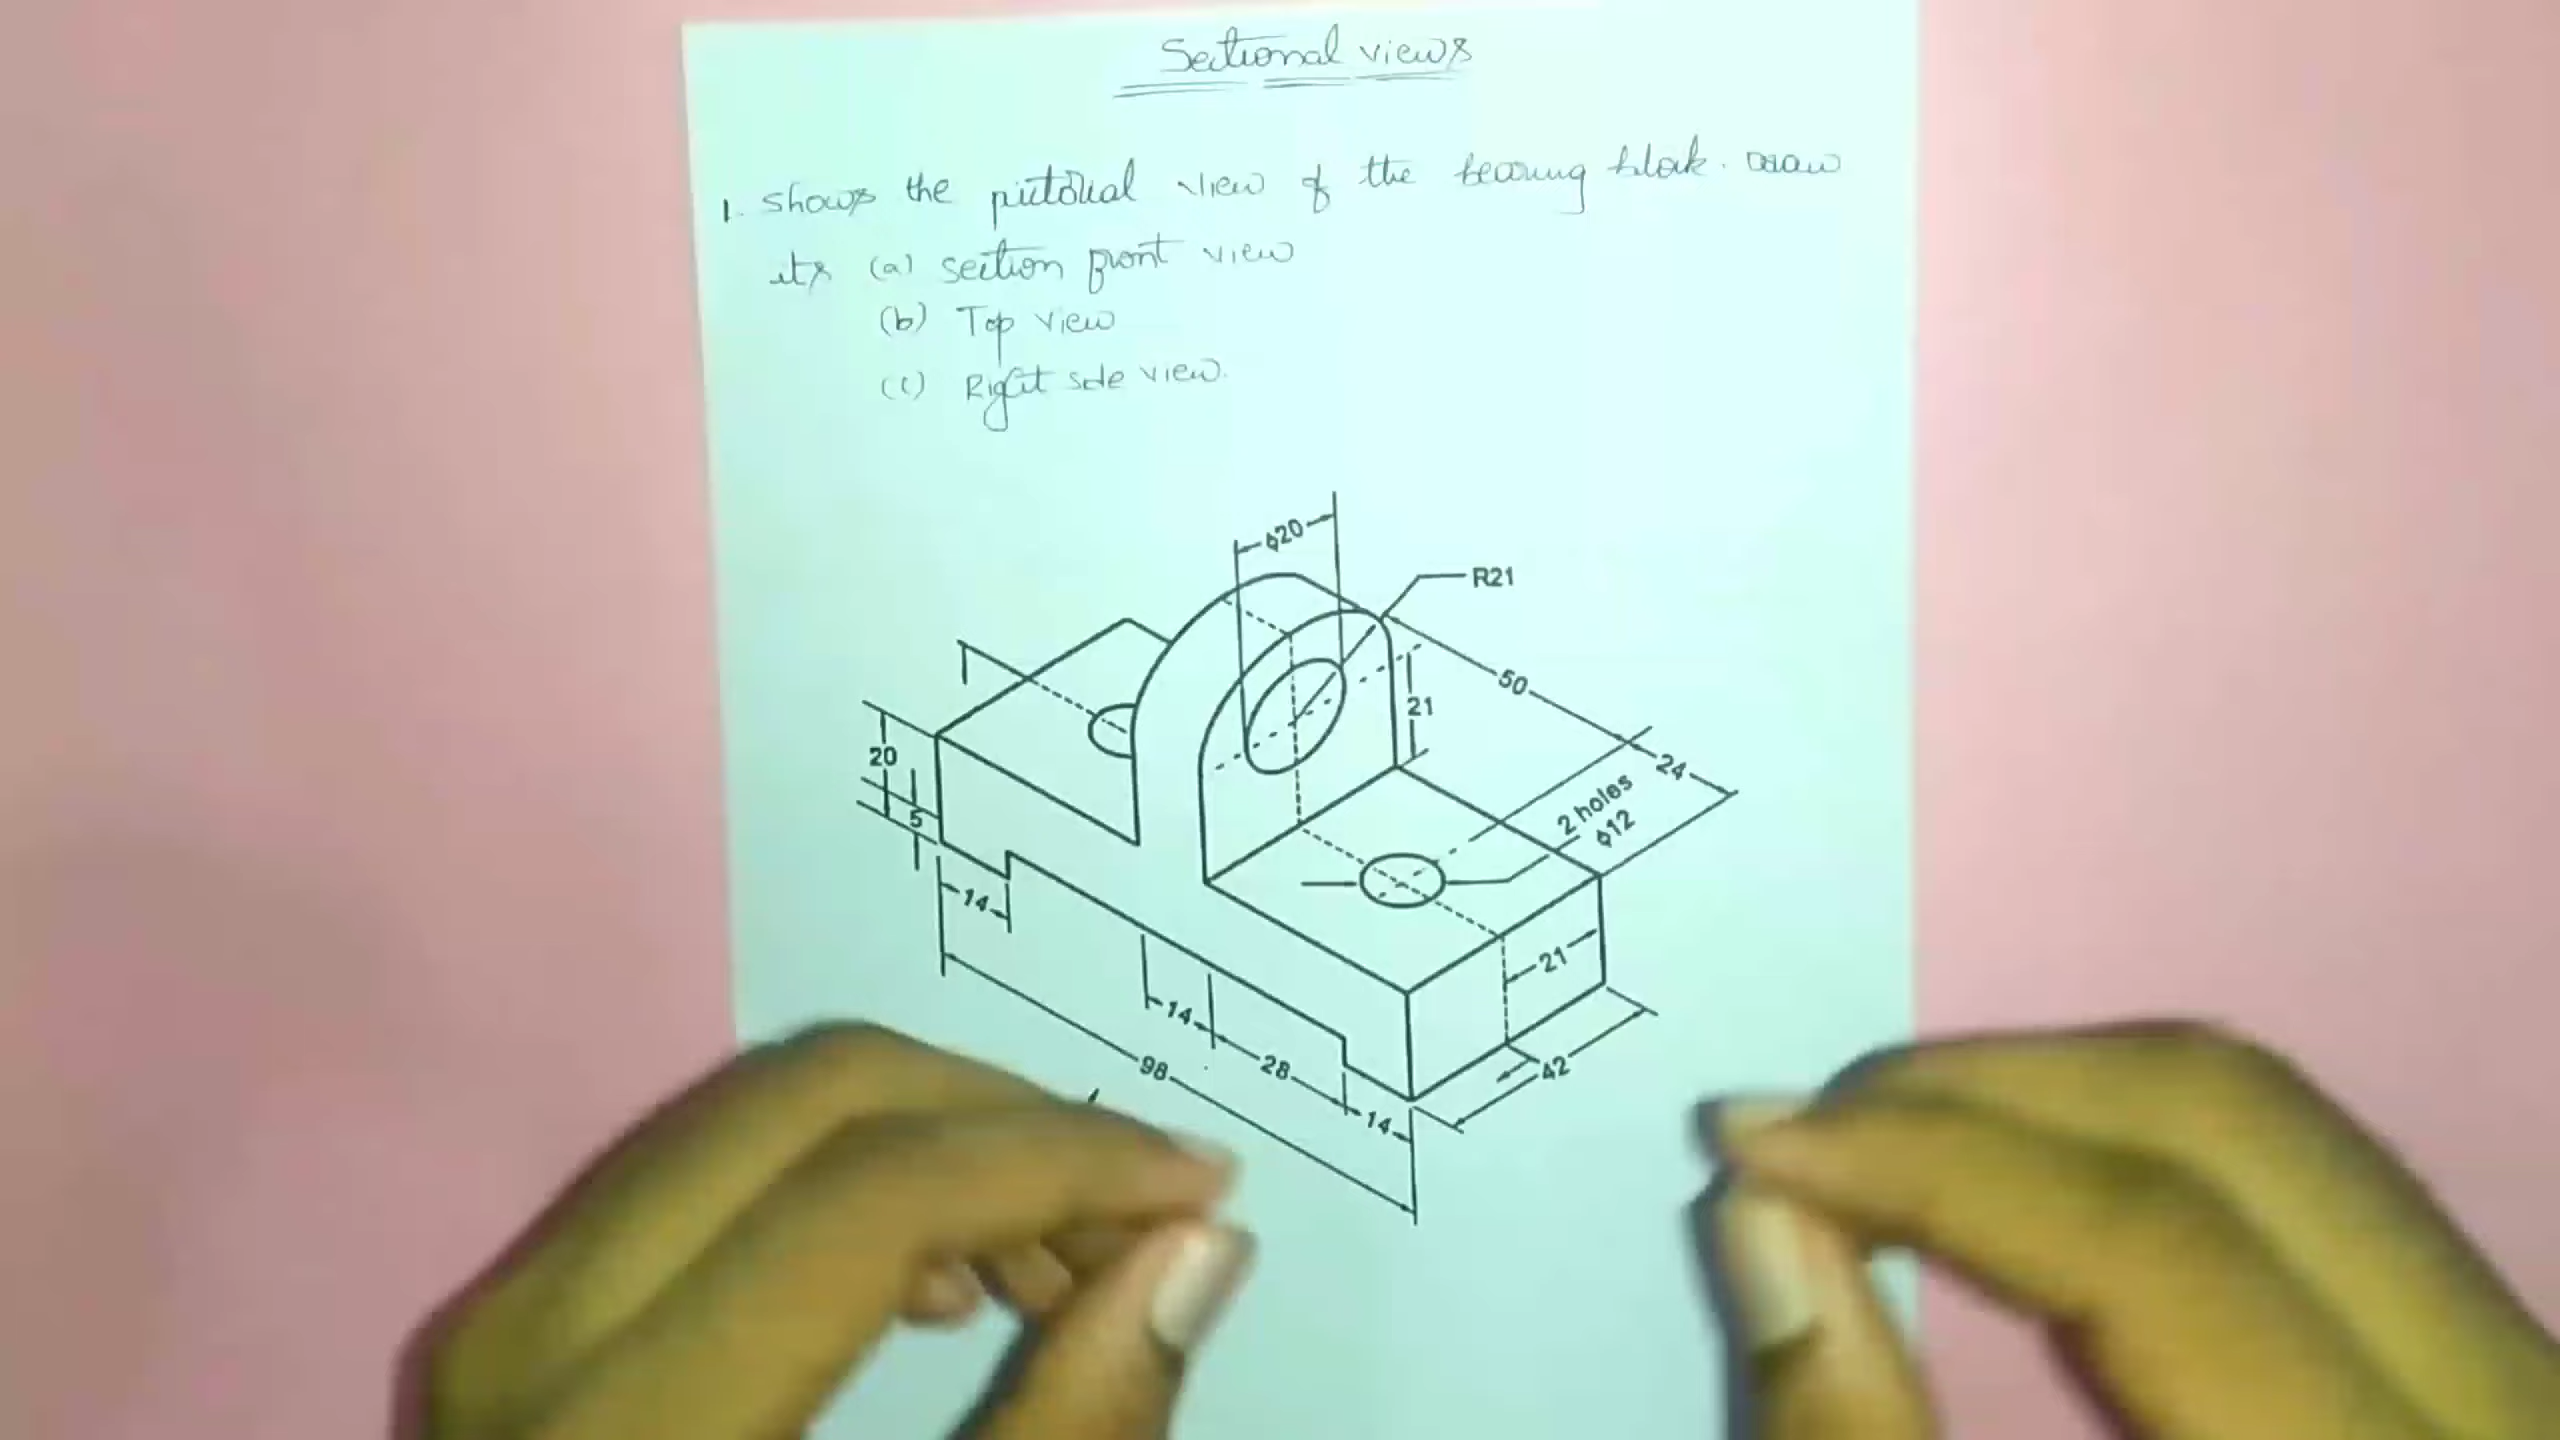 Sectional views
1. Shows the pictorial view of the bearing block. Draw
its (a) section front view
(b) Top view
(c) Right side view.
ϕ20
R21
50
21
20
24
2 holes
ϕ12
5
14
21
14
98
28
42
14